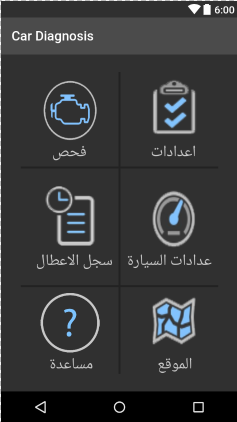 6:00
Car Diagnosis
اعدادات
فحص
عدادات السيارة
سجل الاعطال
الموقع
مساعدة